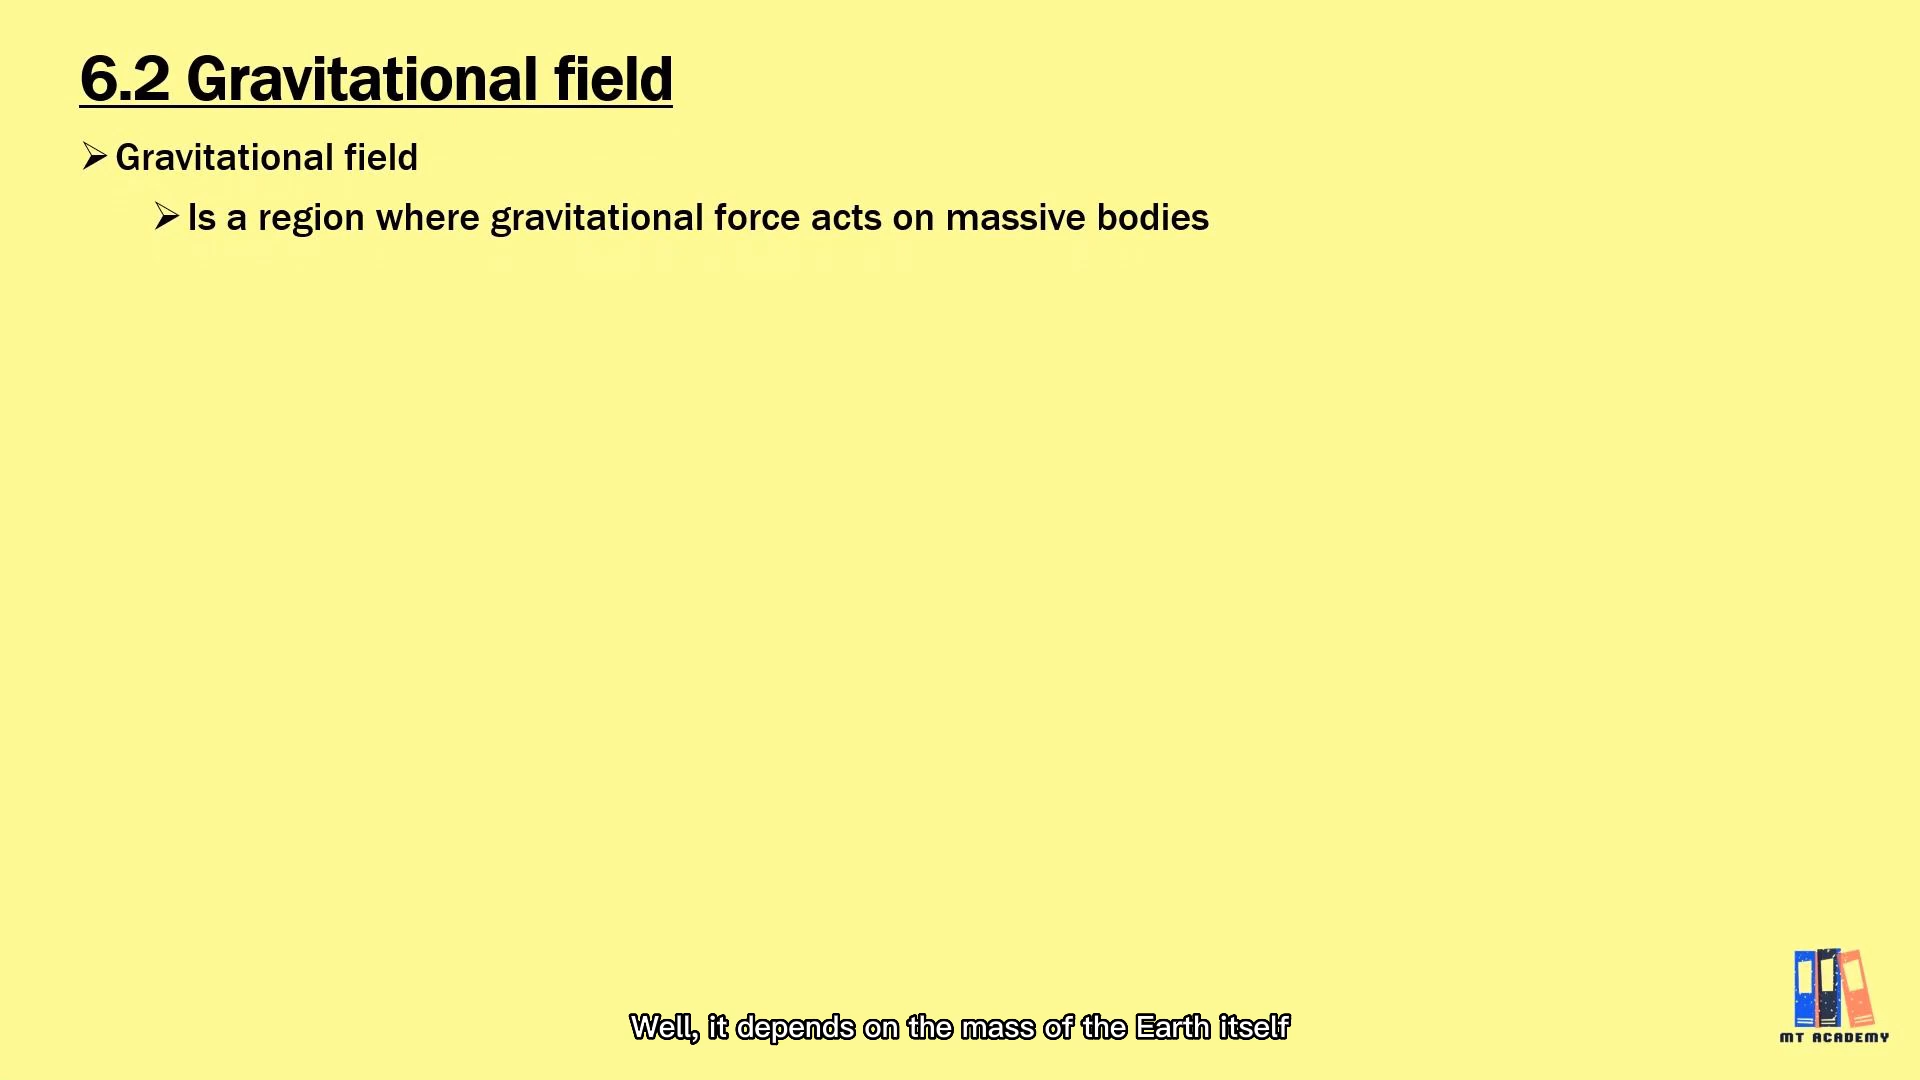 6.2 Gravitational field
Gravitational field
Is a region where gravitational force acts on massive bodies
Well, it depends on the mass of the Earth itself
MT ACADEMY